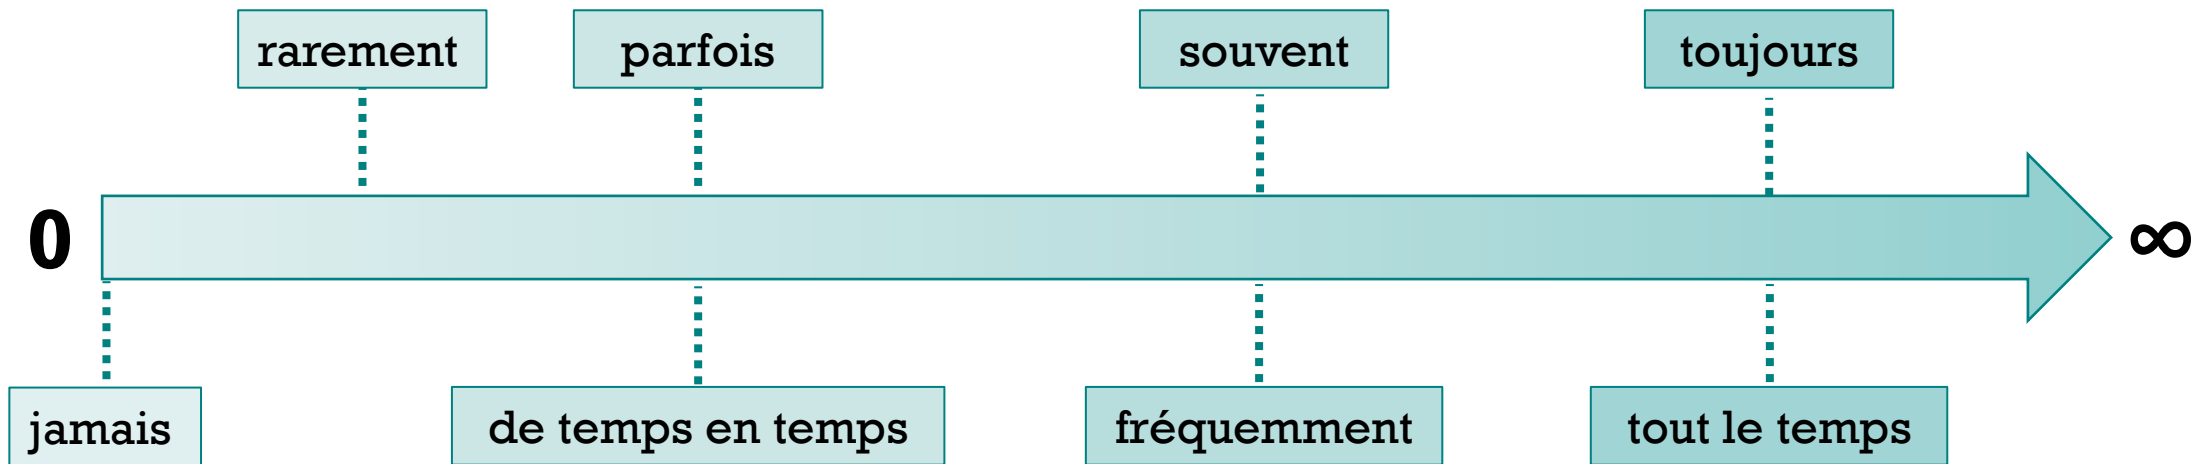 rarement
parfois
souvent
toujours
0
∞
jamais
de temps en temps
fréquemment
tout le temps